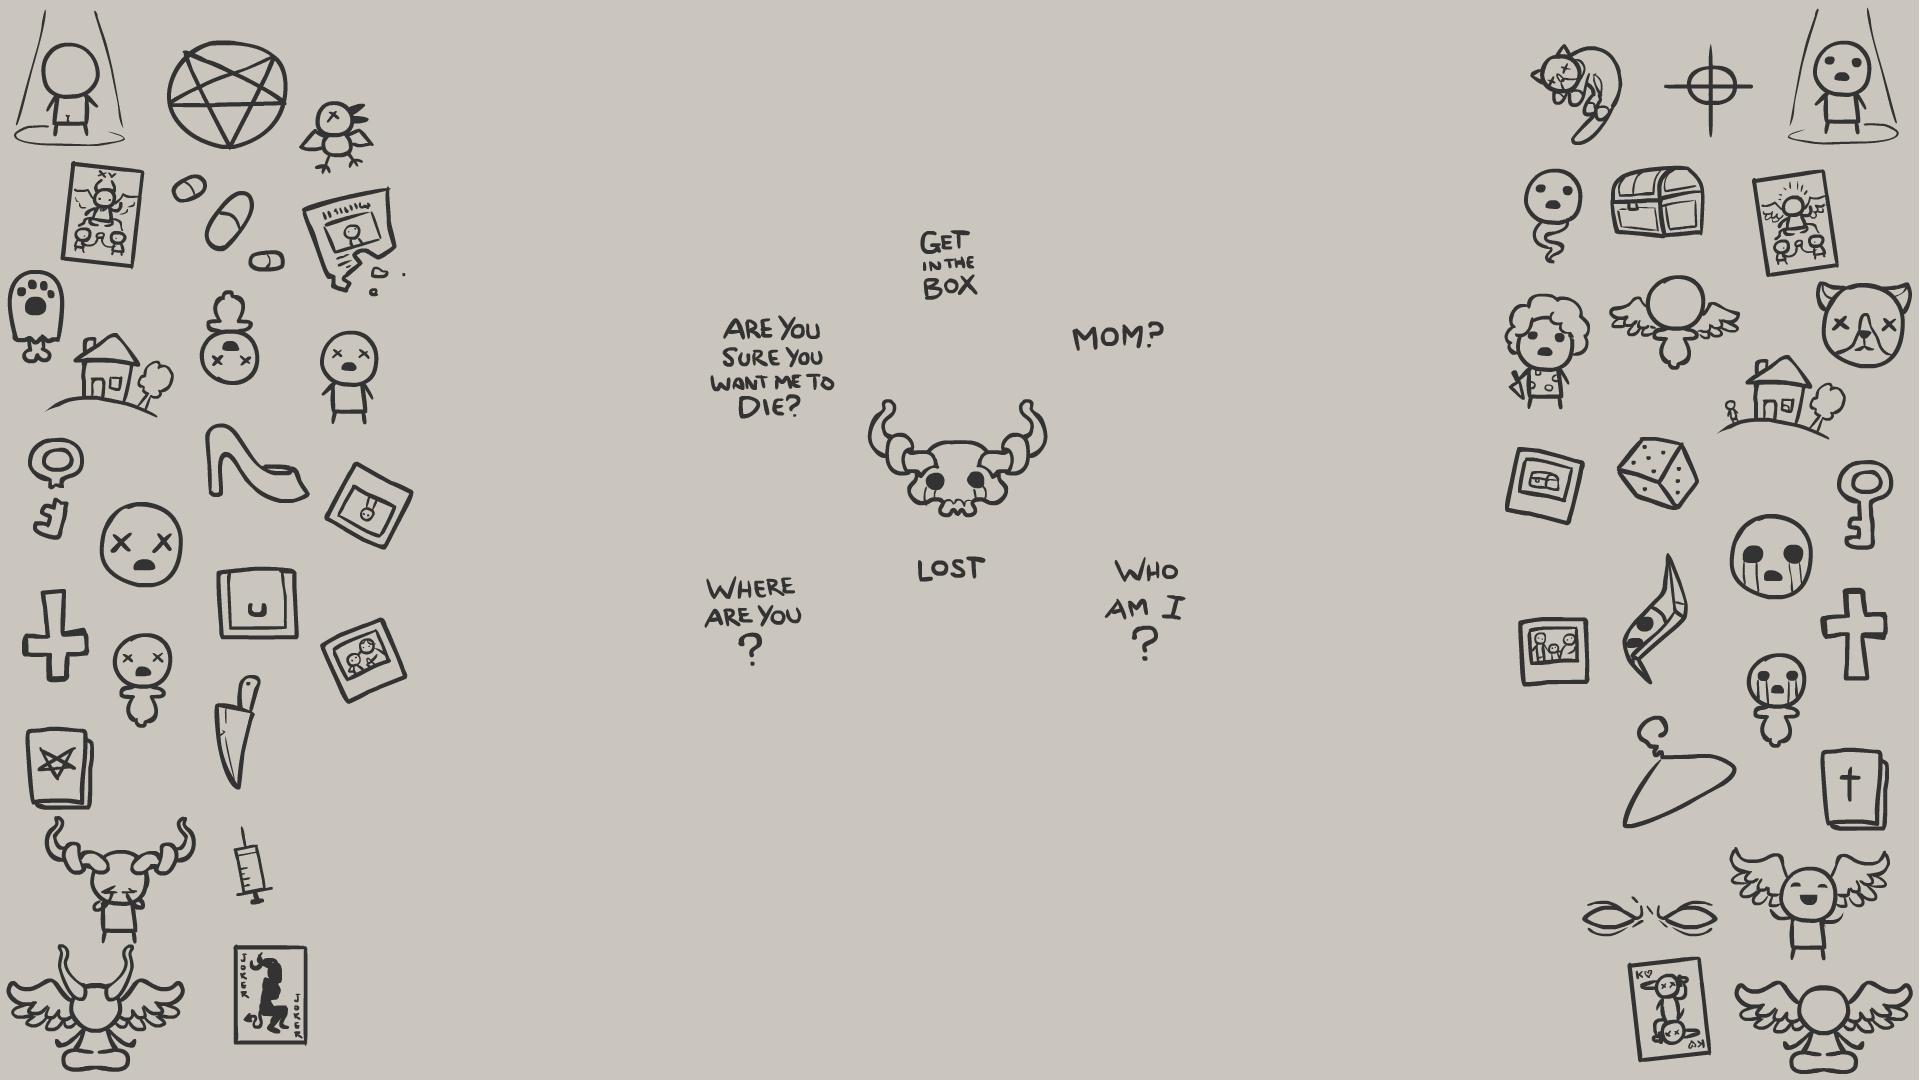 GET
IN THE
BOX
ARE YOU
SURE YOU
WANT ME TO
DIE?
MOM?
WHERE
ARE YOU
?
LOST
WHO
AM I
?
JOKER
JOKER
K♡
K♡